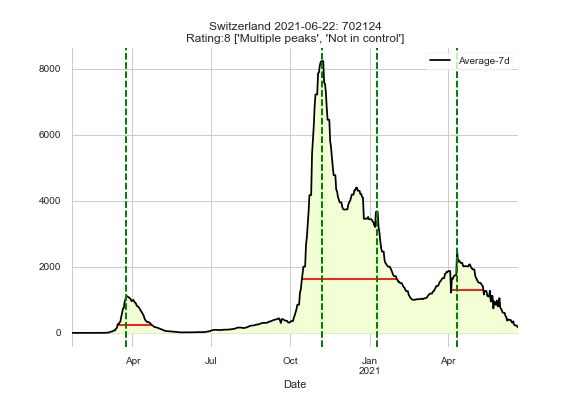 Switzerland 2021-06-22: 702124
Rating:8 ['Multiple peaks', 'Not in control']
Average-7d
8000
6000
4000
2000
0
Apr
Jul
Oct
Jan
2021
Apr
Date